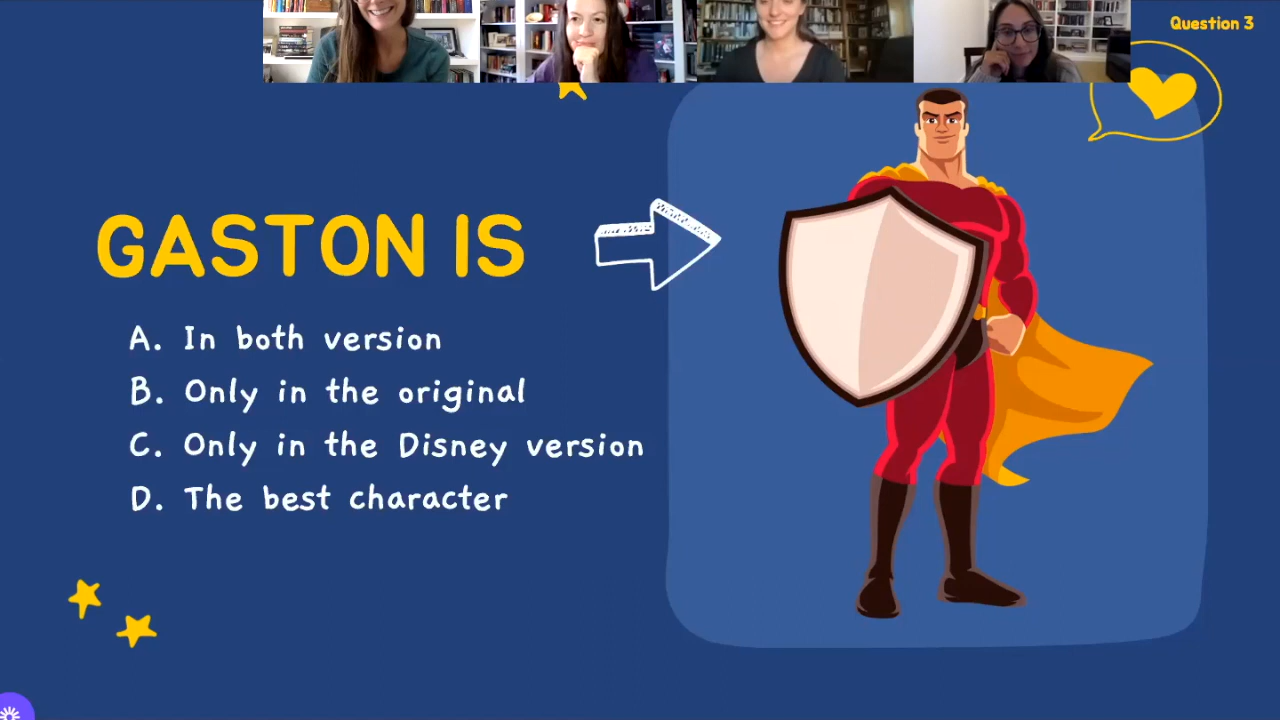 Question 3
GASTON IS
A. In both version
B. Only in the original
C. Only in the Disney version
D. The best character